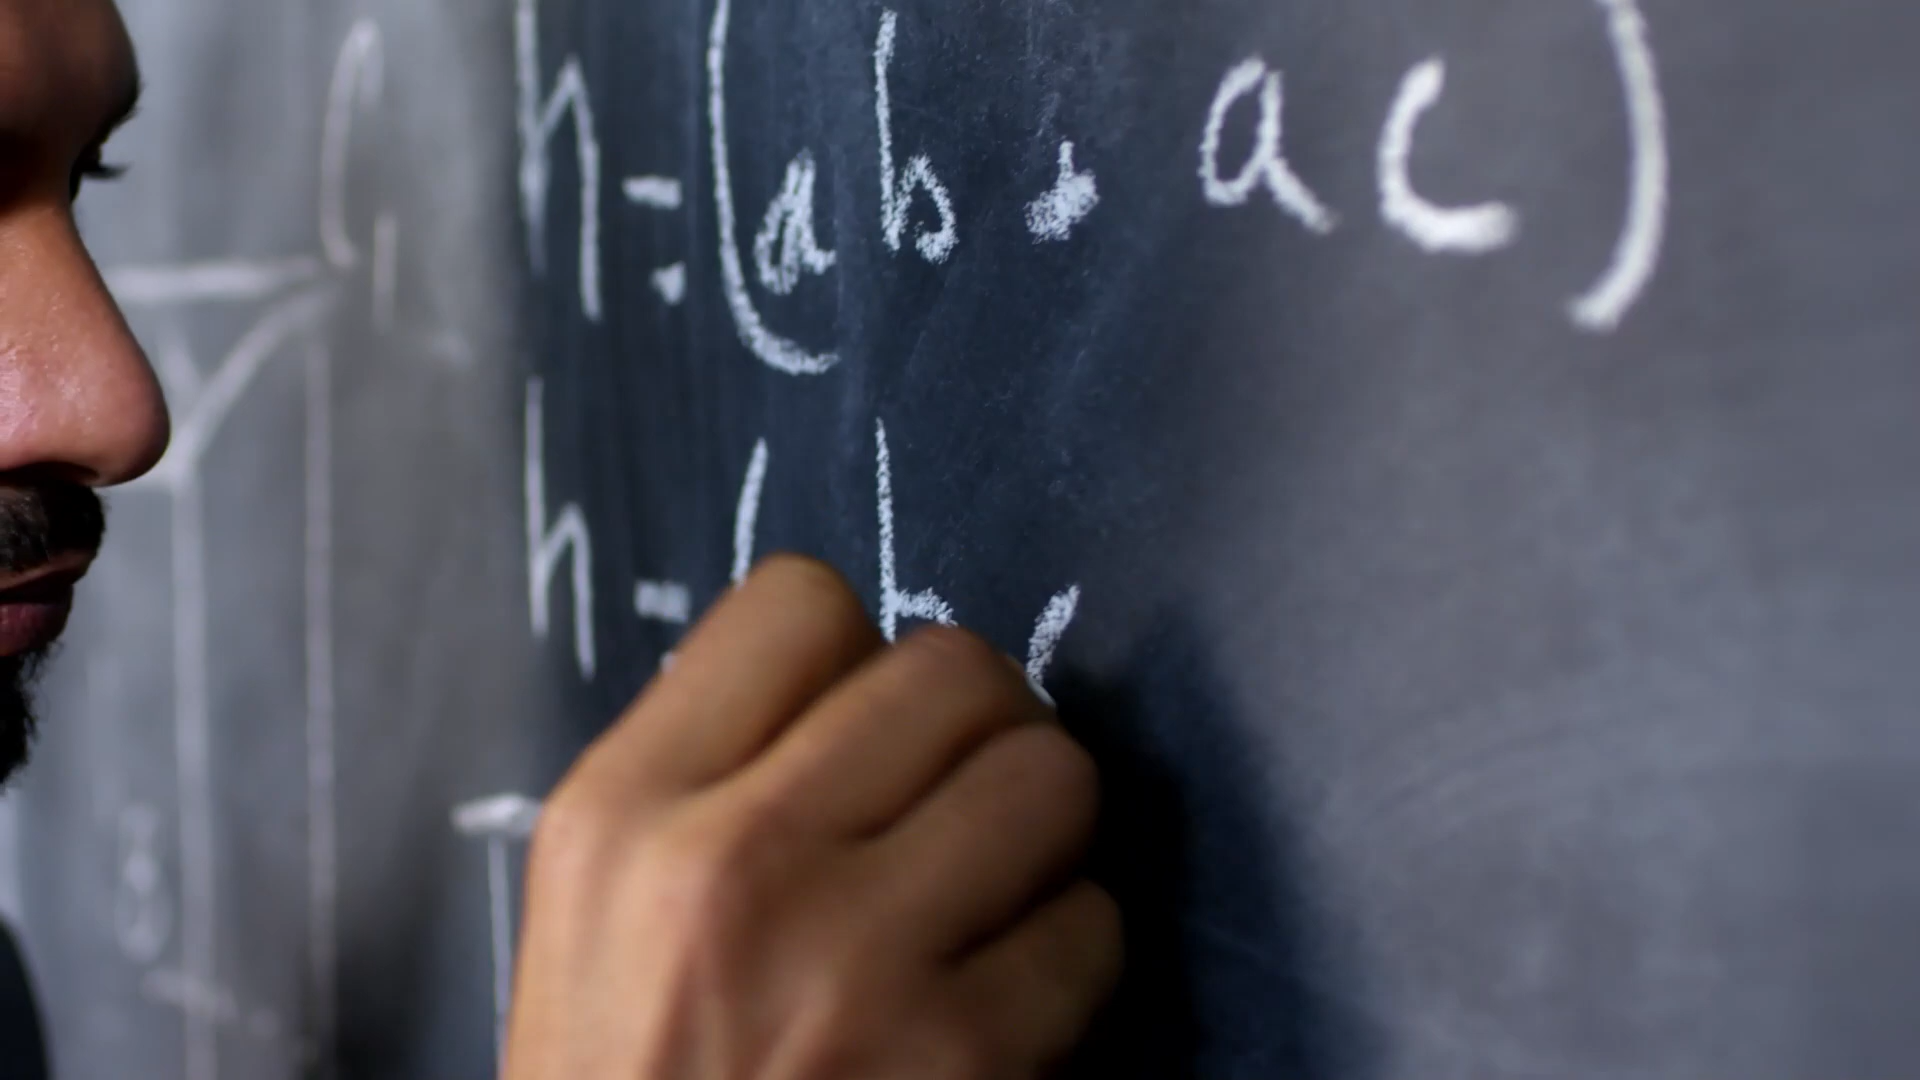 h = (ab · ac)
h = (b(